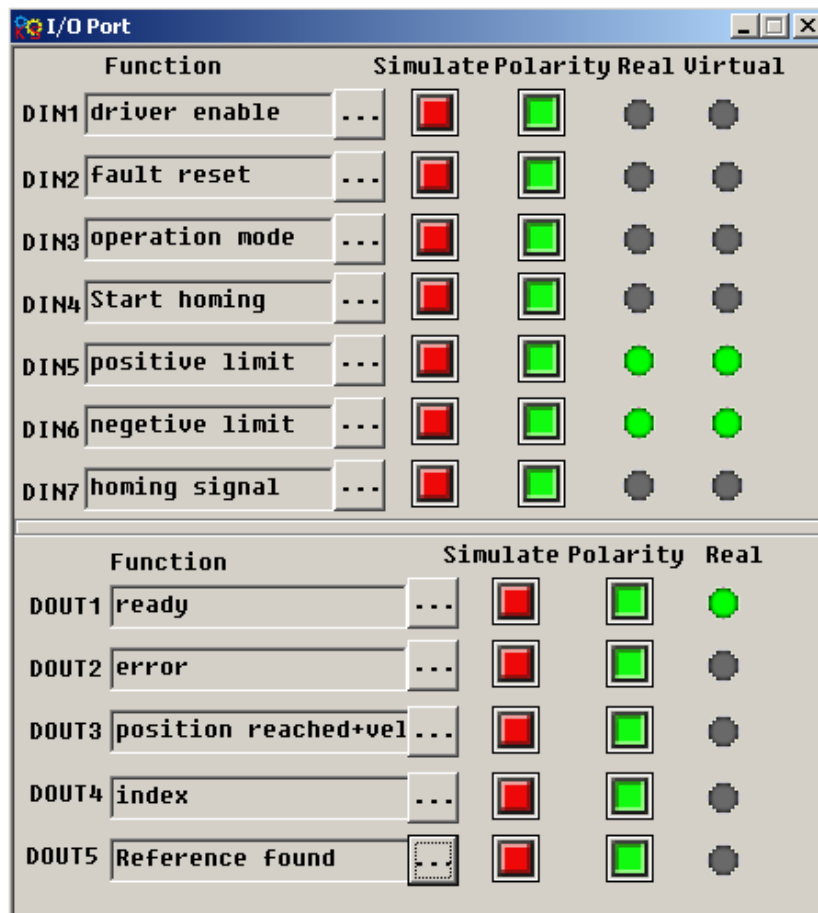 I/O Port
Function Simulate Polarity Real Virtual
DIN1 driver enable ...
DIN2 fault reset ...
DIN3 operation mode ...
DIN4 Start homing ...
DIN5 positive limit ...
DIN6 negetive limit ...
DIN7 homing signal ...
Function Simulate Polarity Real
DOUT1 ready ...
DOUT2 error ...
DOUT3 position reached+vel ...
DOUT4 index ...
DOUT5 Reference found ...